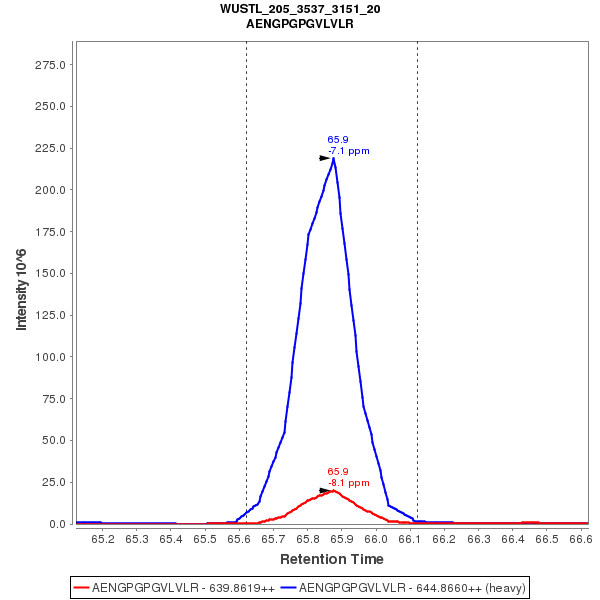 WUSTL_205_3537_3151_20
AENGPGPGVLVLR
Intensity 10^6
275.0
250.0
225.0
200.0
175.0
150.0
125.0
100.0
75.0
50.0
25.0
0.0
65.9
-7.1 ppm
65.9
-8.1 ppm
65.2 65.3 65.4 65.5 65.6 65.7 65.8 65.9 66.0 66.1 66.2 66.3 66.4 66.5 66.6
Retention Time
AENGPGPGVLVLR - 639.8619++ AENGPGPGVLVLR - 644.8660++ (heavy)